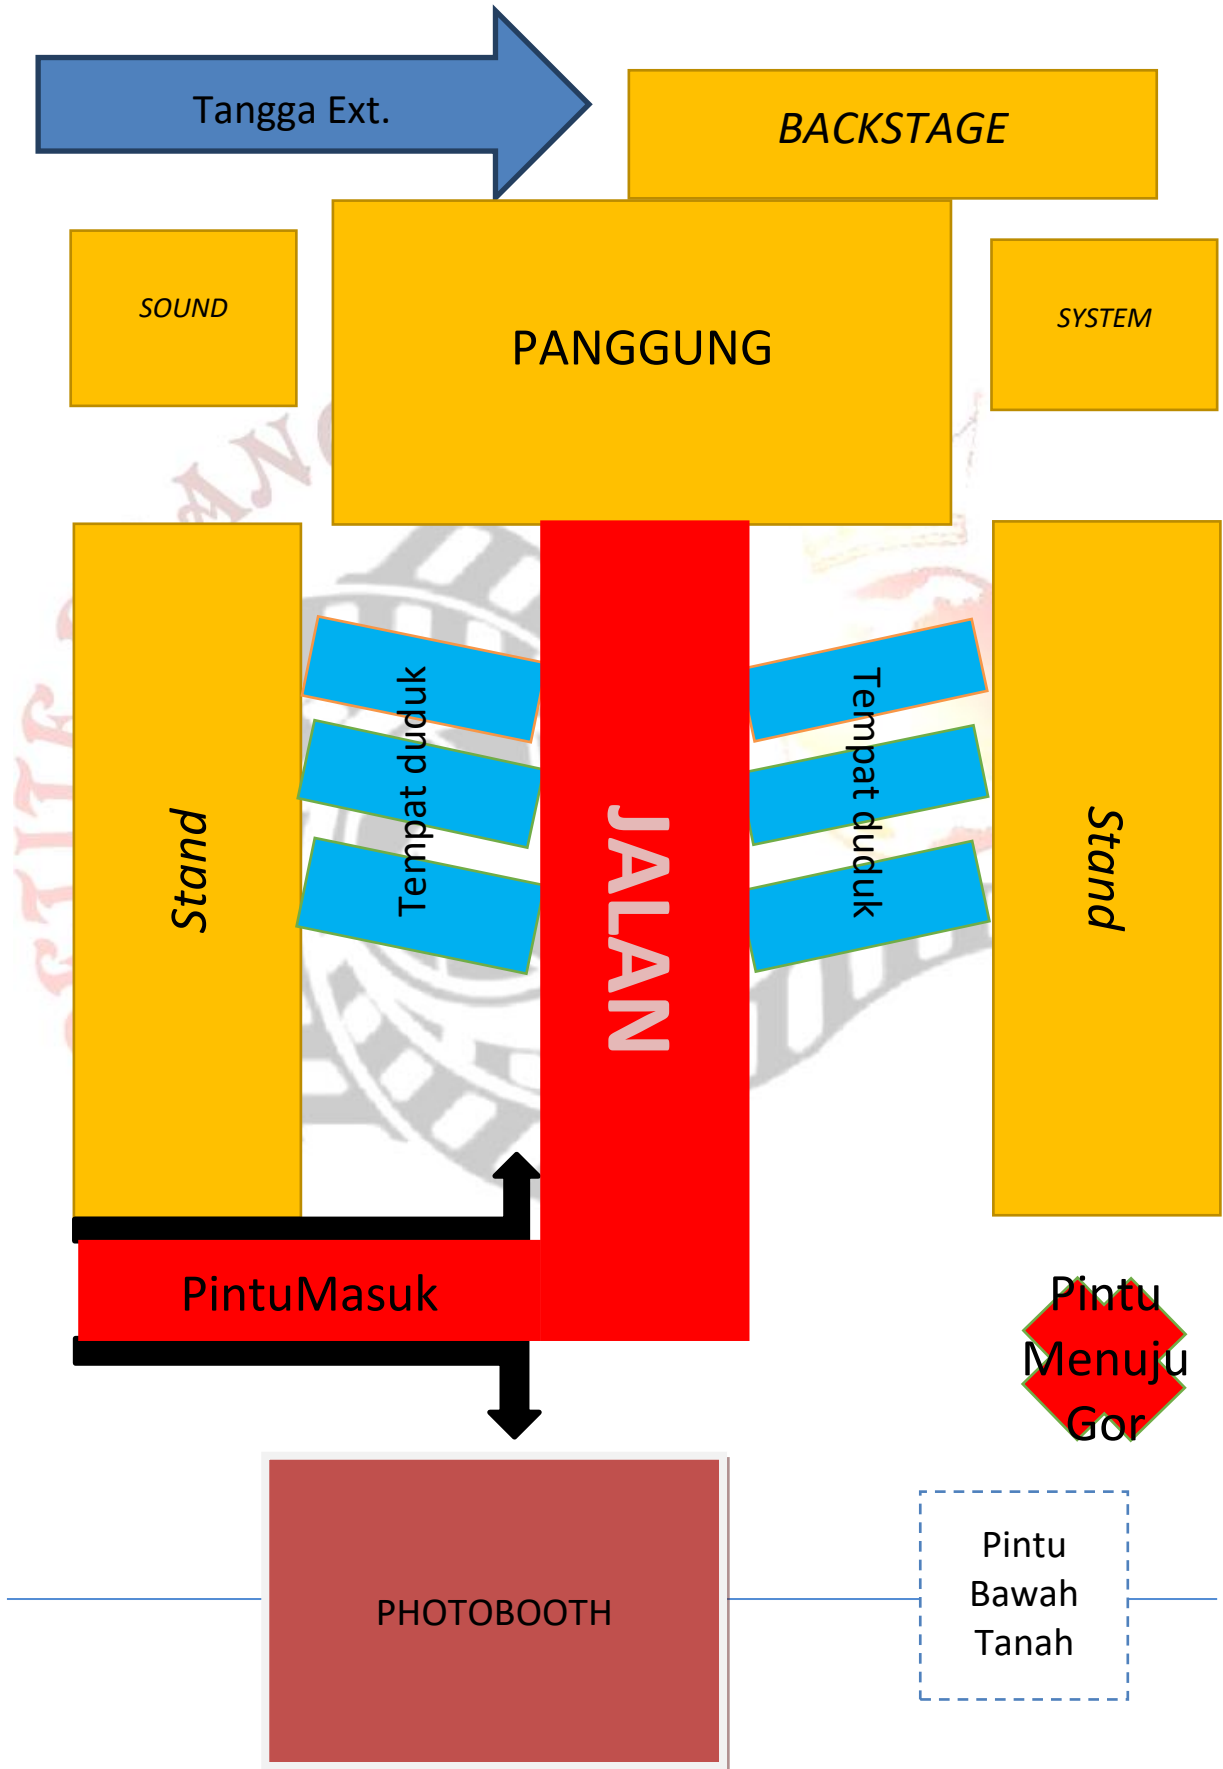 Tangga Ext.
BACKSTAGE
SOUND
PANGGUNG
SYSTEM
Stand
Tempat duduk
JALAN
Tempat duduk
Stand
PintuMasuk
Pintu
Menuju
Gor
PHOTOBOOTH
Pintu
Bawah
Tanah